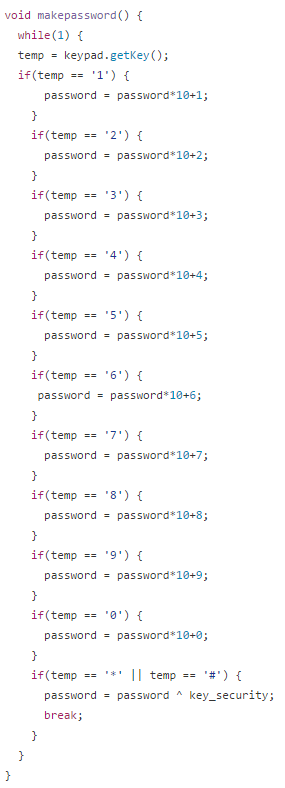 void makepassword() {
  while(1) {
  temp = keypad.getKey();
  if(temp == '1') {
      password = password*10+1;
    }
    if(temp == '2') {
      password = password*10+2;
    }
    if(temp == '3') {
      password = password*10+3;
    }
    if(temp == '4') {
      password = password*10+4;
    }
    if(temp == '5') {
      password = password*10+5;
    }
    if(temp == '6') {
     password = password*10+6;
    }
    if(temp == '7') {
      password = password*10+7;
    }
    if(temp == '8') {
      password = password*10+8;
    }
    if(temp == '9') {
      password = password*10+9;
    }
    if(temp == '0') {
      password = password*10+0;
    }
    if(temp == '*' || temp == '#') {
      password = password ^ key_security;
      break;
    }
  }
}